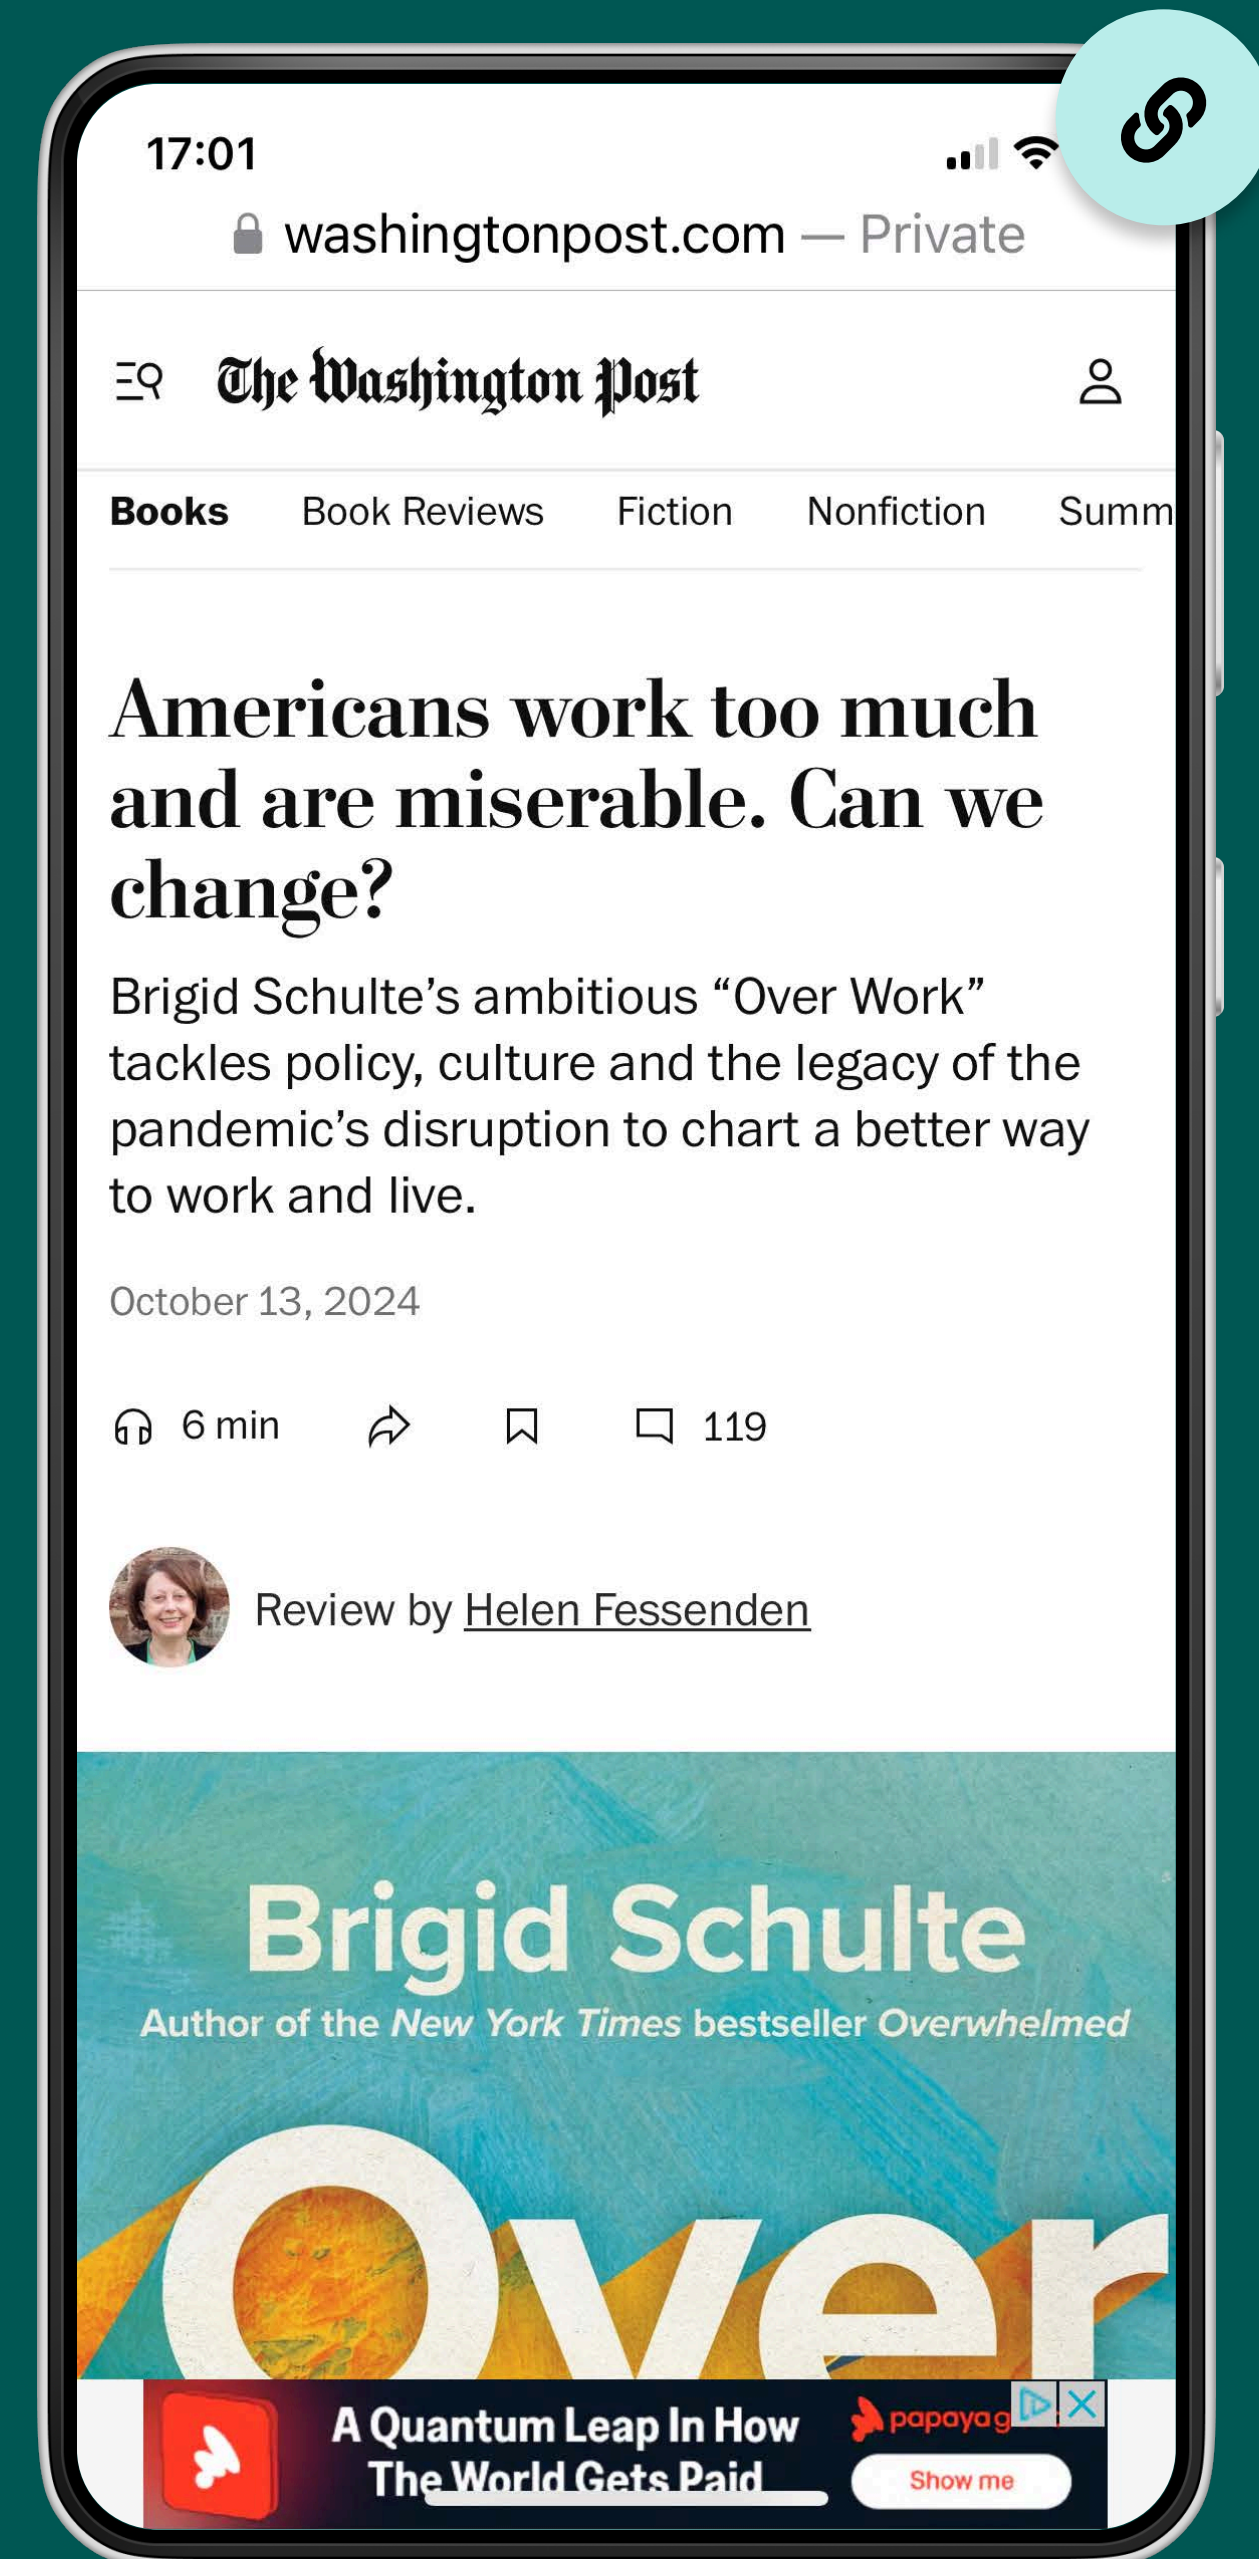 17:01
washingtonpost.com — Private
The Washington Post
Books Book Reviews Fiction Nonfiction Summ
Americans work too much
and are miserable. Can we
change?
Brigid Schulte’s ambitious “Over Work”
tackles policy, culture and the legacy of the
pandemic’s disruption to chart a better way
to work and live.
October 13, 2024
6 min 119
Review by Helen Fessenden
Brigid Schulte
Author of the New York Times bestseller Overwhelmed
Over
A Quantum Leap In How
The World Gets Paid
papayag
Show me